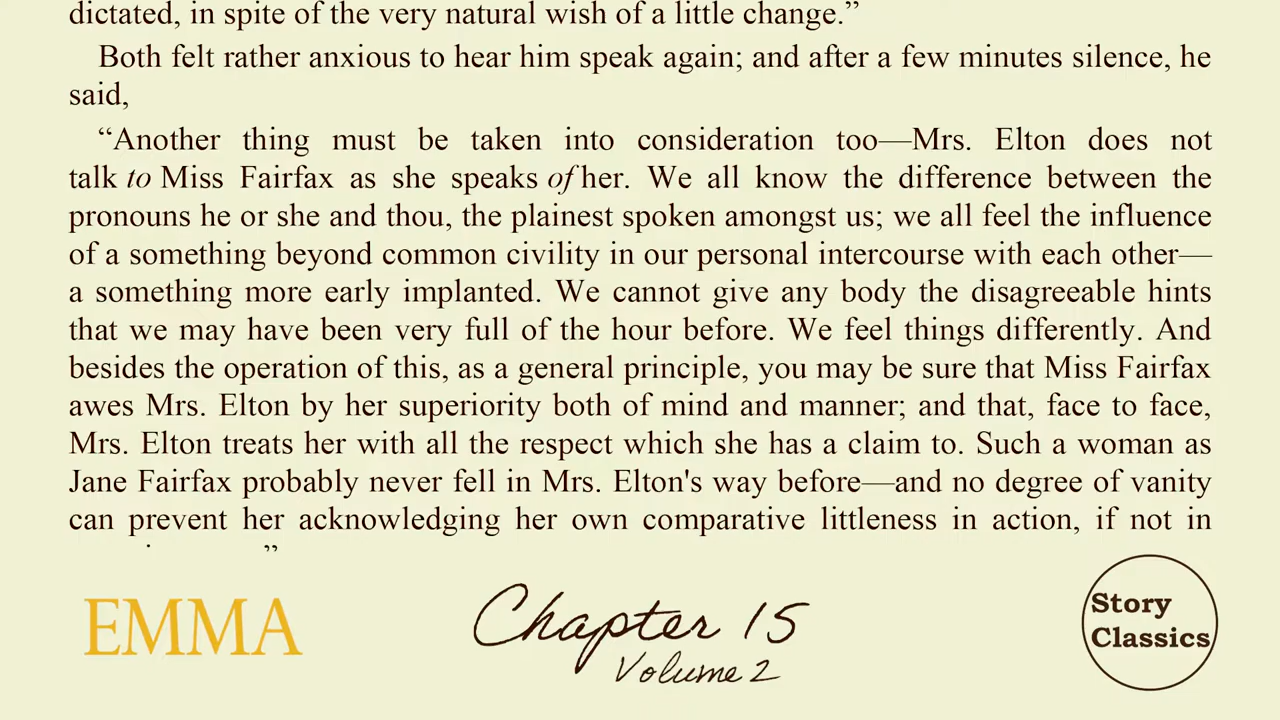 dictated, in spite of the very natural wish of a little change.”
Both felt rather anxious to hear him speak again; and after a few minutes silence, he
said,
“Another thing must be taken into consideration too—Mrs. Elton does not
talk to Miss Fairfax as she speaks of her. We all know the difference between the
pronouns he or she and thou, the plainest spoken amongst us; we all feel the influence
of a something beyond common civility in our personal intercourse with each other—
a something more early implanted. We cannot give any body the disagreeable hints
that we may have been very full of the hour before. We feel things differently. And
besides the operation of this, as a general principle, you may be sure that Miss Fairfax
awes Mrs. Elton by her superiority both of mind and manner; and that, face to face,
Mrs. Elton treats her with all the respect which she has a claim to. Such a woman as
Jane Fairfax probably never fell in Mrs. Elton's way before—and no degree of vanity
can prevent her acknowledging her own comparative littleness in action, if not in
EMMA
Chapter 15
Volume 2
Story
Classics